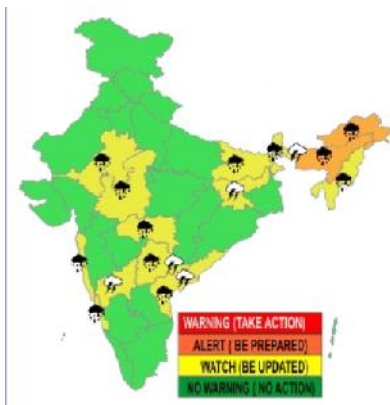 WARNING (TAKE ACTION)
ALERT ( BE PREPARED)
WATCH (BE UPDATED)
NO WARNING ( NO ACTION)